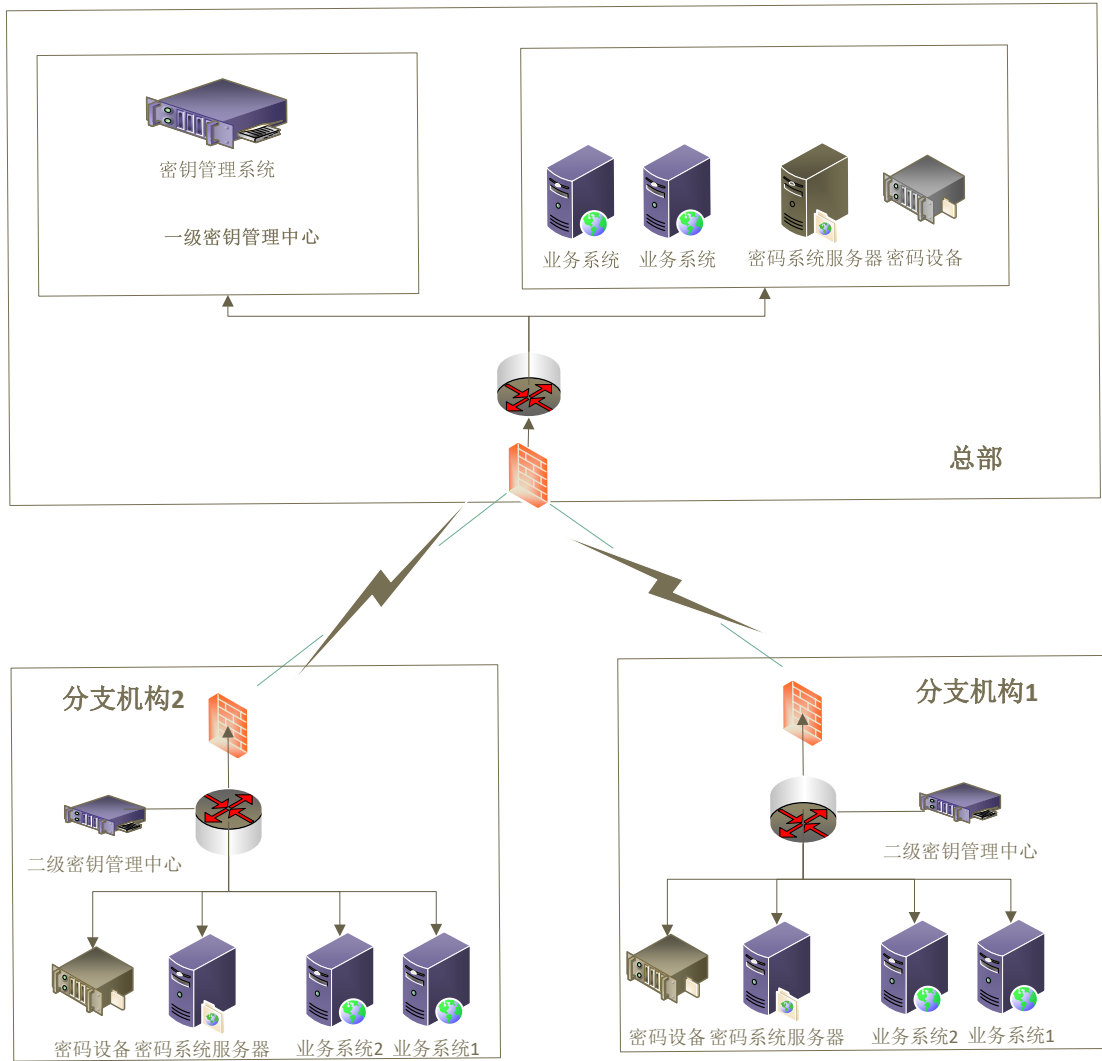 密钥管理系统
一级密钥管理中心
业务系统
业务系统
密码系统服务器
密码设备
总部
分支机构2
二级密钥管理中心
密码设备
密码系统服务器
业务系统2
业务系统1
分支机构1
二级密钥管理中心
密码设备
密码系统服务器
业务系统2
业务系统1